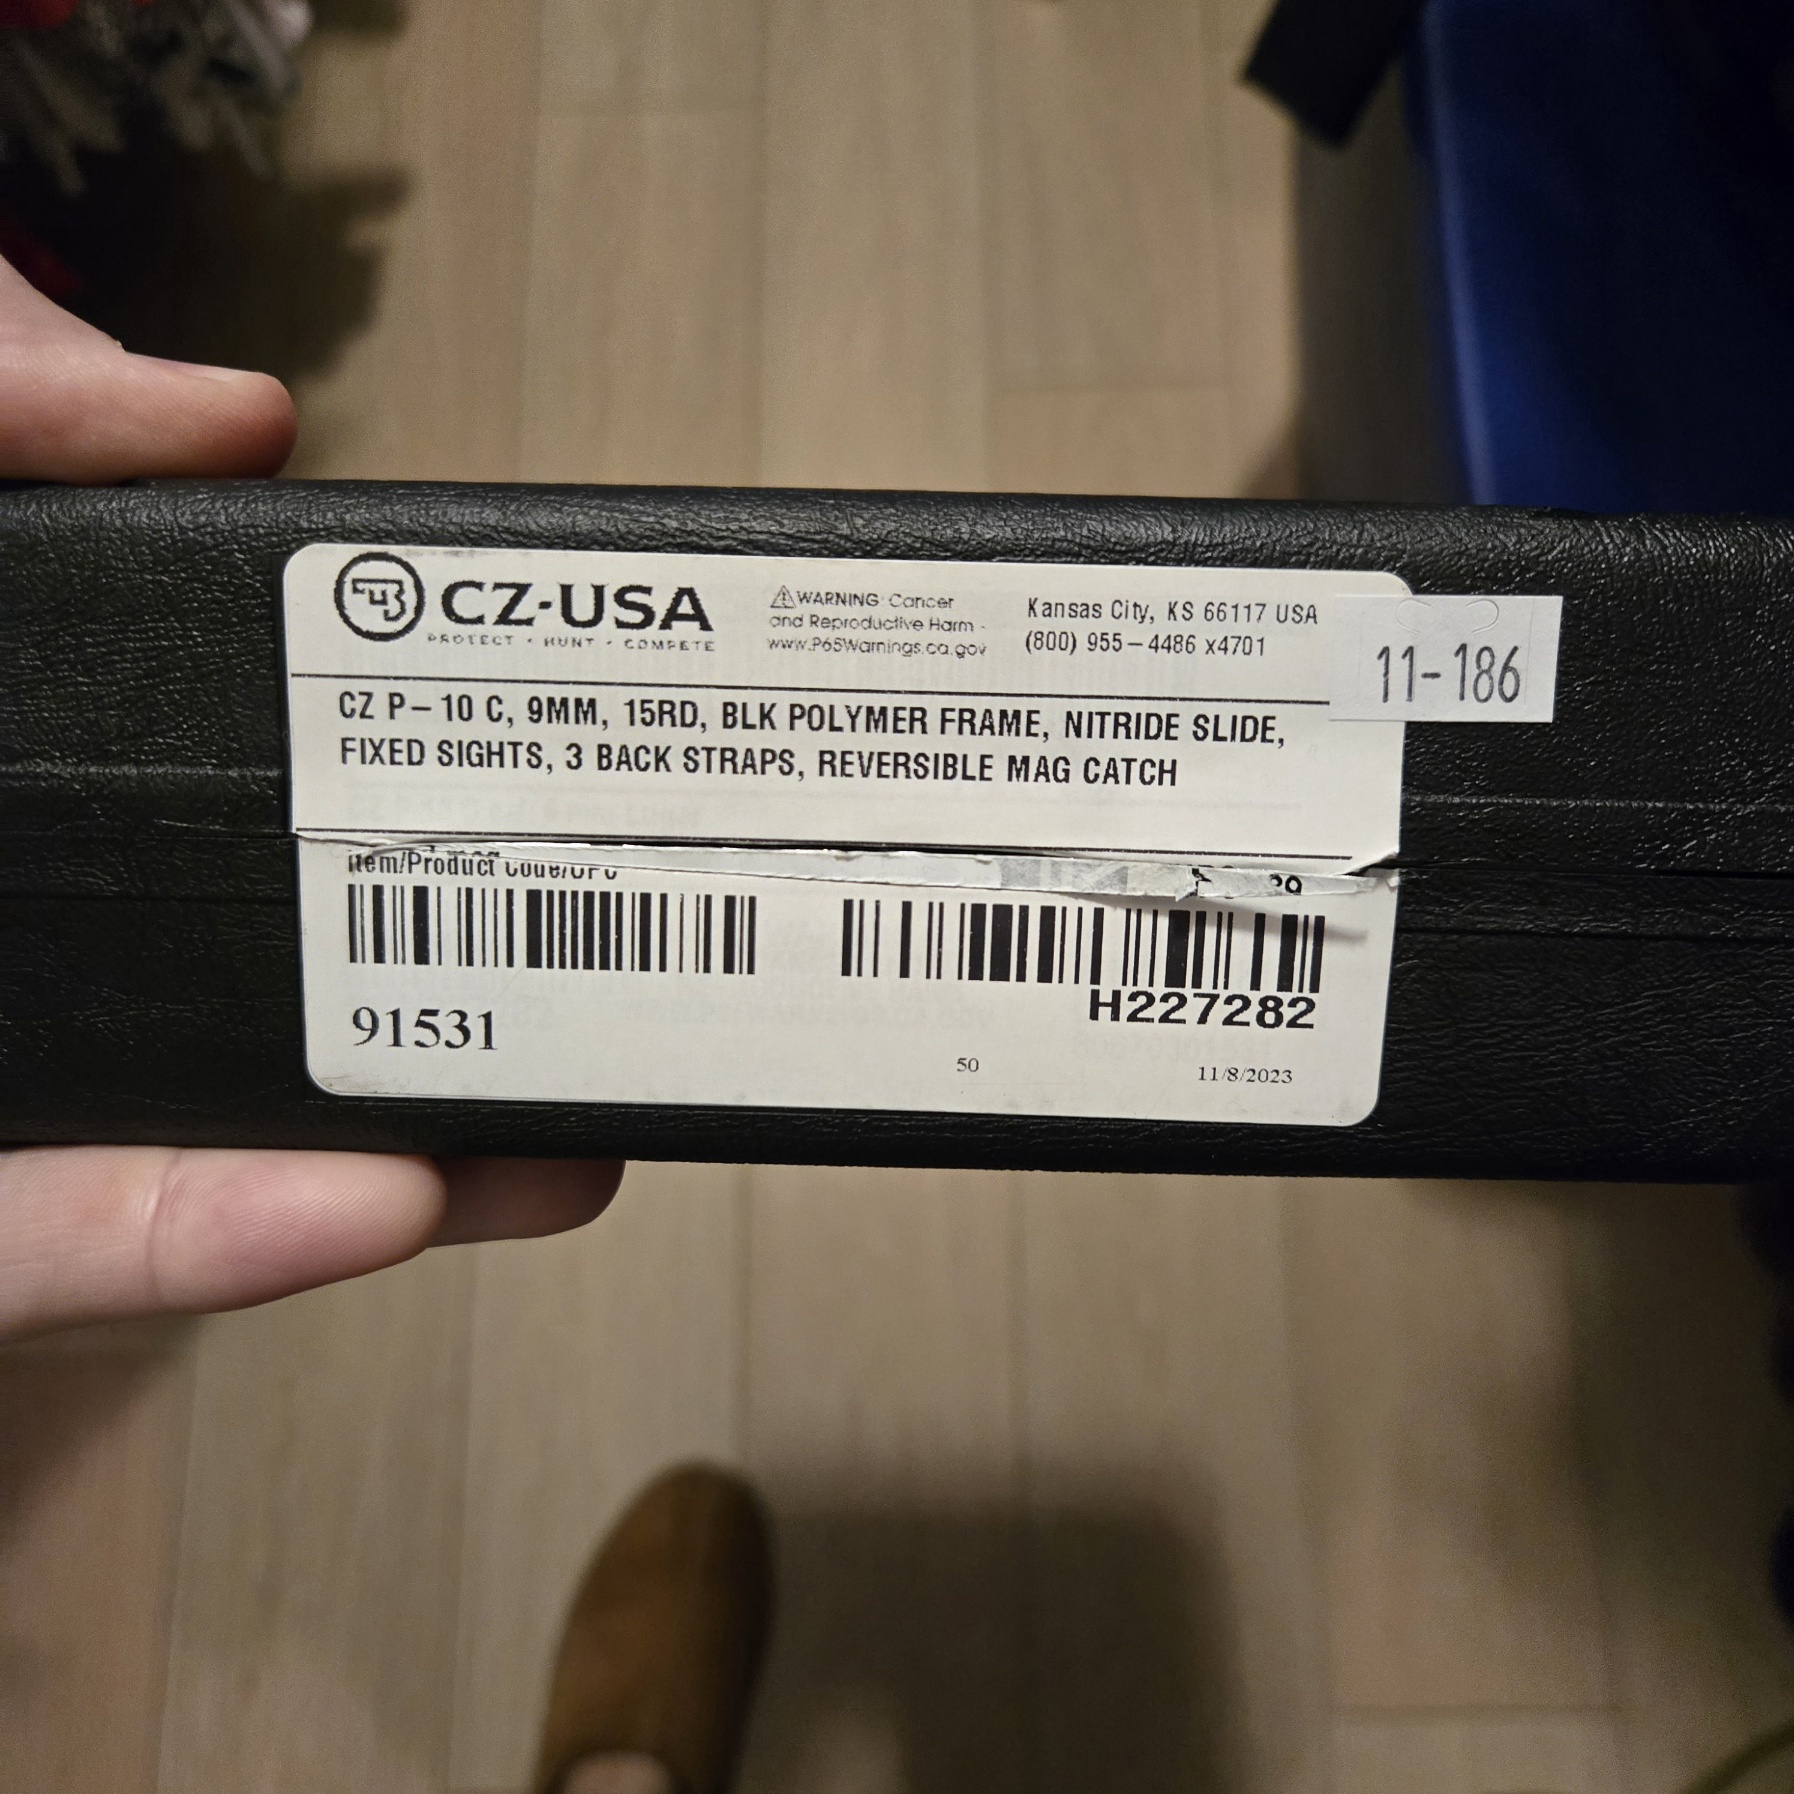 CZ-USA
PROTECT · HUNT · COMPETE
⚠WARNING: Cancer
and Reproductive Harm -
www.P65Warnings.ca.gov
Kansas City, KS 66117 USA
(800) 955-4486 x4701
11-186
CZ P-10 C, 9MM, 15RD, BLK POLYMER FRAME, NITRIDE SLIDE,
FIXED SIGHTS, 3 BACK STRAPS, REVERSIBLE MAG CATCH
Item/Product Code/UPC
91531
H227282
50
11/8/2023